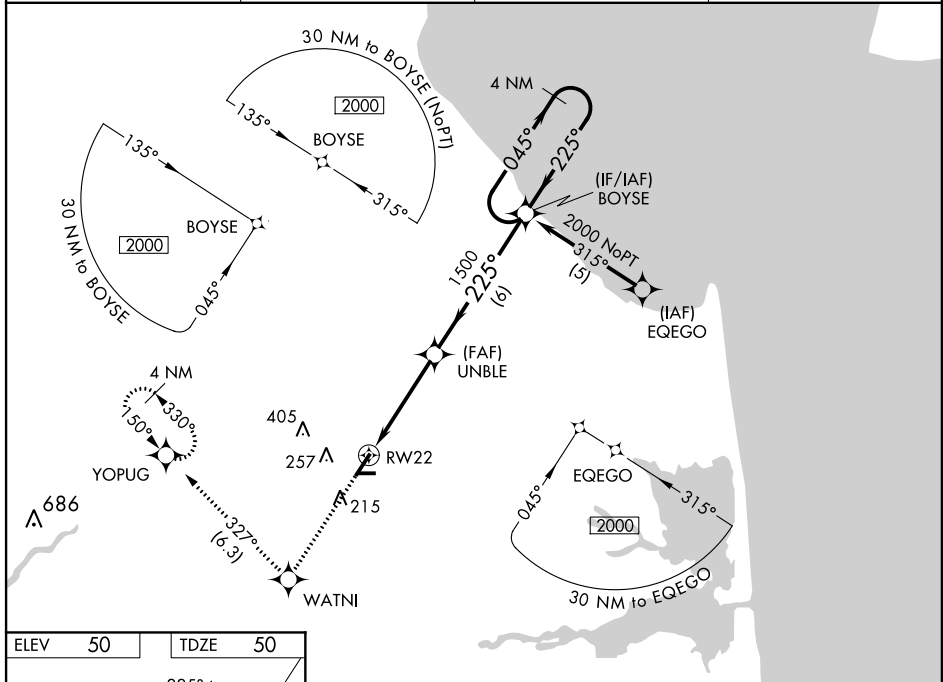 30 NM to BOYSE (NoPT)
2000
135°
BOYSE
315°
135°
BOYSE
2000
30 NM to BOYSE
045°
4 NM
045°
225°
(IF/IAF)
BOYSE
2000 NoPT
315°
(5)
(IAF)
EQEGO
1500
225°
(6)
(FAF)
UNBLE
4 NM
330°
150°
YOPUG
405
257
RW22
215
686
327°
(6.3)
WATNI
EQEGO
045°
315°
2000
30 NM to EQEGO
ELEV 50
TDZE 50